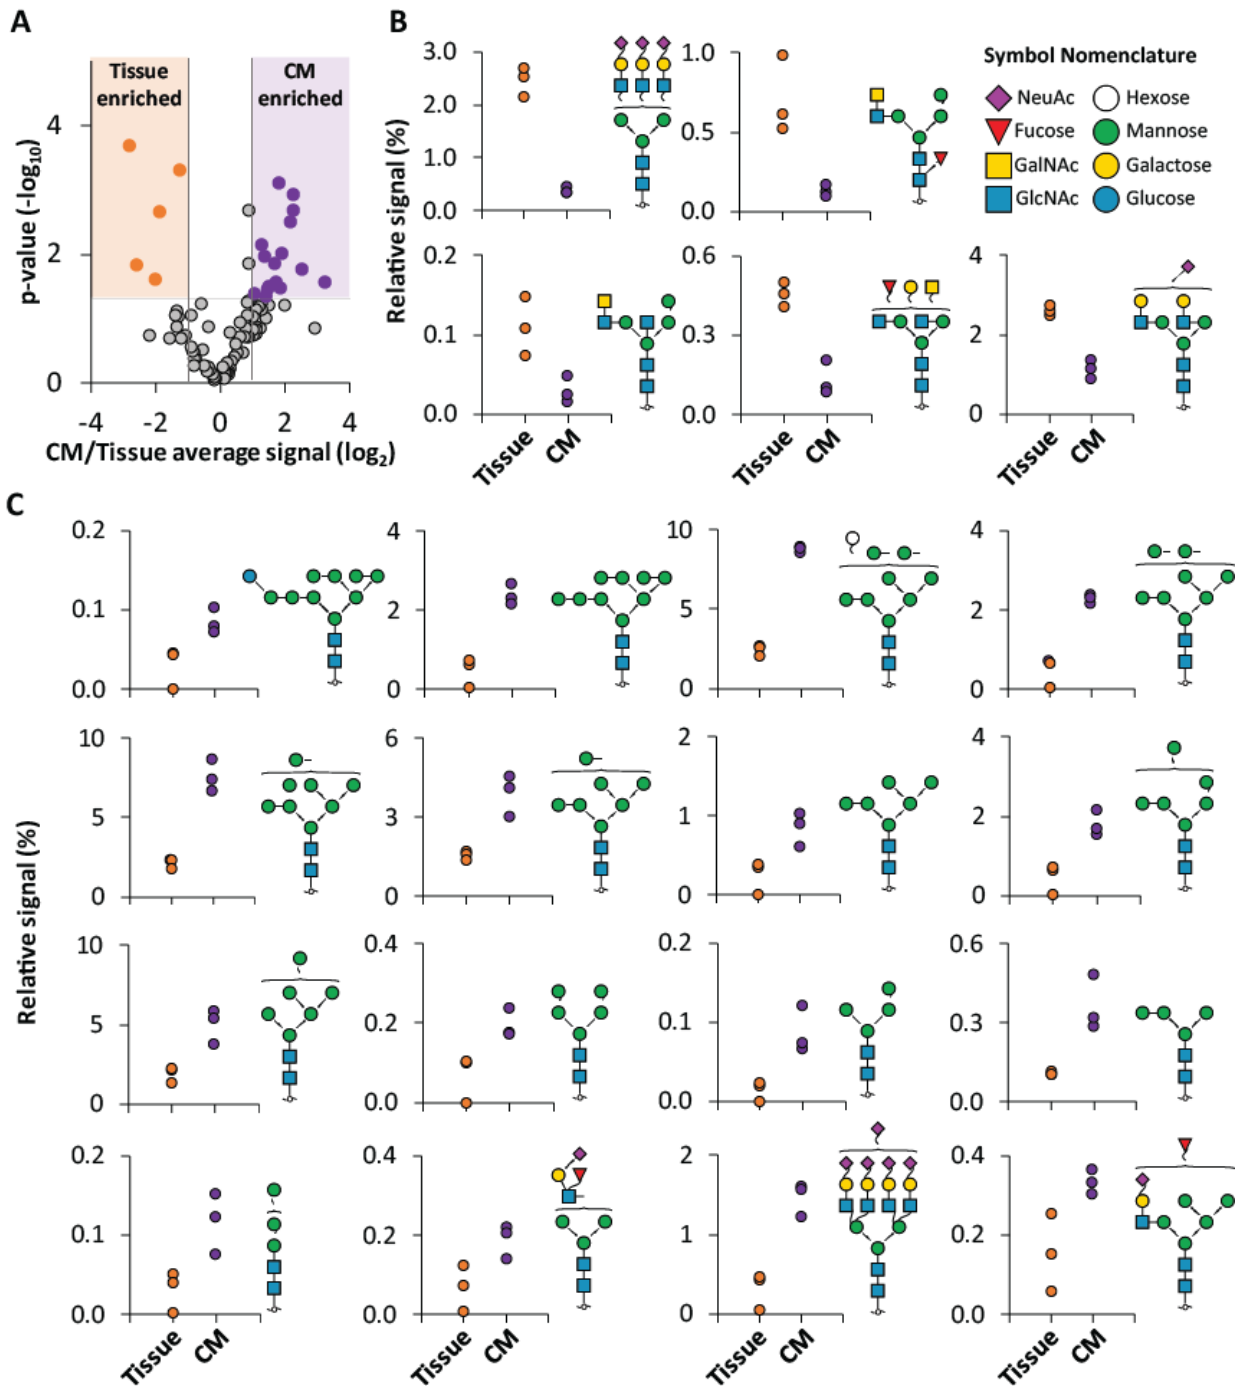 A
Tissue enriched
CM enriched
4
2
0
-4 -2 0 2 4
p-value (-log10)
CM/Tissue average signal (log2)
B
Relative signal (%)
3.0
2.0
1.0
0.0
1.0
0.5
0.0
Symbol Nomenclature
NeuAc
Hexose
Fucose
Mannose
GalNAc
Galactose
GlcNAc
Glucose
0.2
0.1
0.0
Tissue CM
0.6
0.3
0.0
Tissue CM
4
2
0
Tissue CM
C
Relative signal (%)
0.2
0.1
0.0
4
2
0
10
5
0
4
2
0
10
5
0
6
3
0
2
1
0
4
2
0
10
5
0
0.4
0.2
0.0
0.2
0.1
0.0
0.6
0.3
0.0
0.2
0.1
0.0
Tissue CM
0.4
0.2
0.0
Tissue CM
2
1
0
Tissue CM
0.4
0.2
0.0
Tissue CM